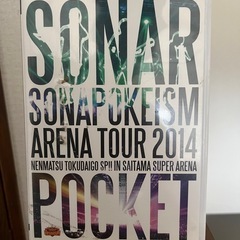 SONAR
SONAPOKEISM
ARENA TOUR 2014
NENMATSU TOKUDAIGO SP!! IN SAITAMA SUPER ARENA
POCKET